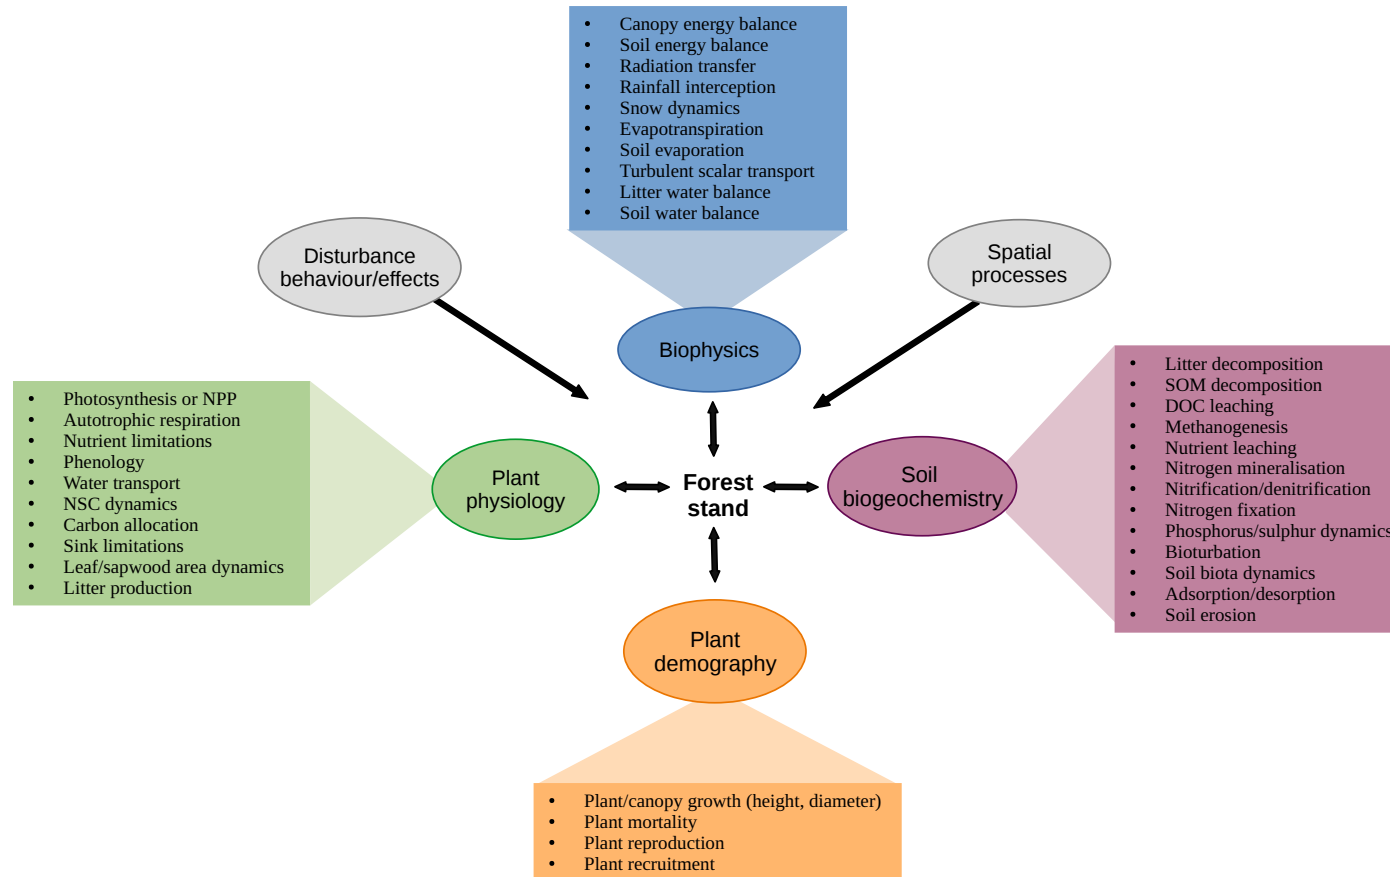 • Canopy energy balance
• Soil energy balance
• Radiation transfer
• Rainfall interception
• Snow dynamics
• Evapotranspiration
• Soil evaporation
• Turbulent scalar transport
• Litter water balance
• Soil water balance
Disturbance
behaviour/effects
Spatial
processes
Biophysics
• Photosynthesis or NPP
• Autotrophic respiration
• Nutrient limitations
• Phenology
• Water transport
• NSC dynamics
• Carbon allocation
• Sink limitations
• Leaf/sapwood area dynamics
• Litter production
Plant
physiology
Forest
stand
Soil
biogeochemistry
• Litter decomposition
• SOM decomposition
• DOC leaching
• Methanogenesis
• Nutrient leaching
• Nitrogen mineralisation
• Nitrification/denitrification
• Nitrogen fixation
• Phosphorus/sulphur dynamics
• Bioturbation
• Soil biota dynamics
• Adsorption/desorption
• Soil erosion
Plant
demography
• Plant/canopy growth (height, diameter)
• Plant mortality
• Plant reproduction
• Plant recruitment